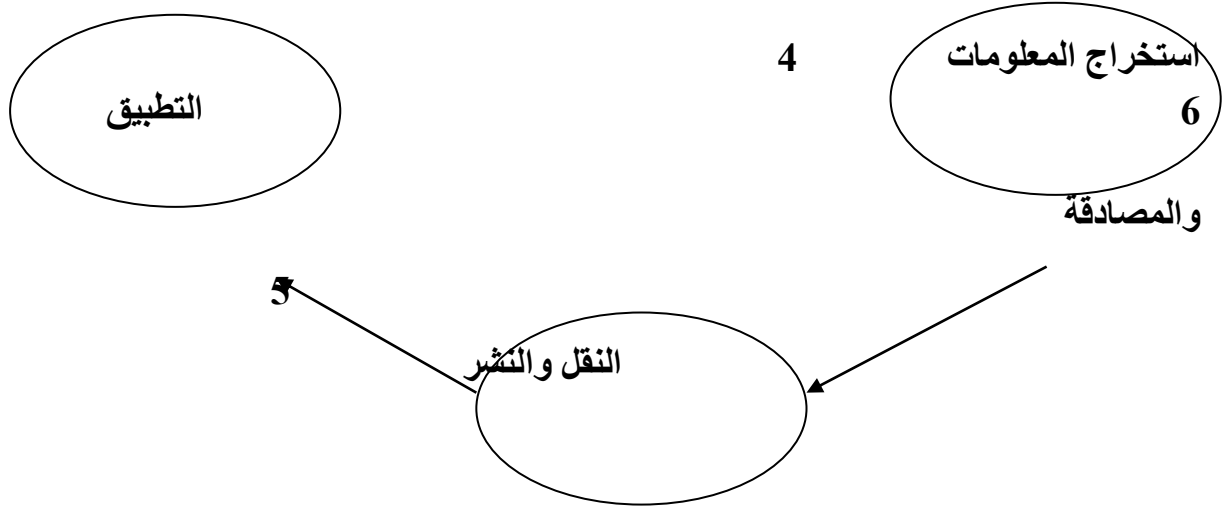 استخراج المعلومات 4
6
التطبيق
والمصادقة
5
النقل والنشر